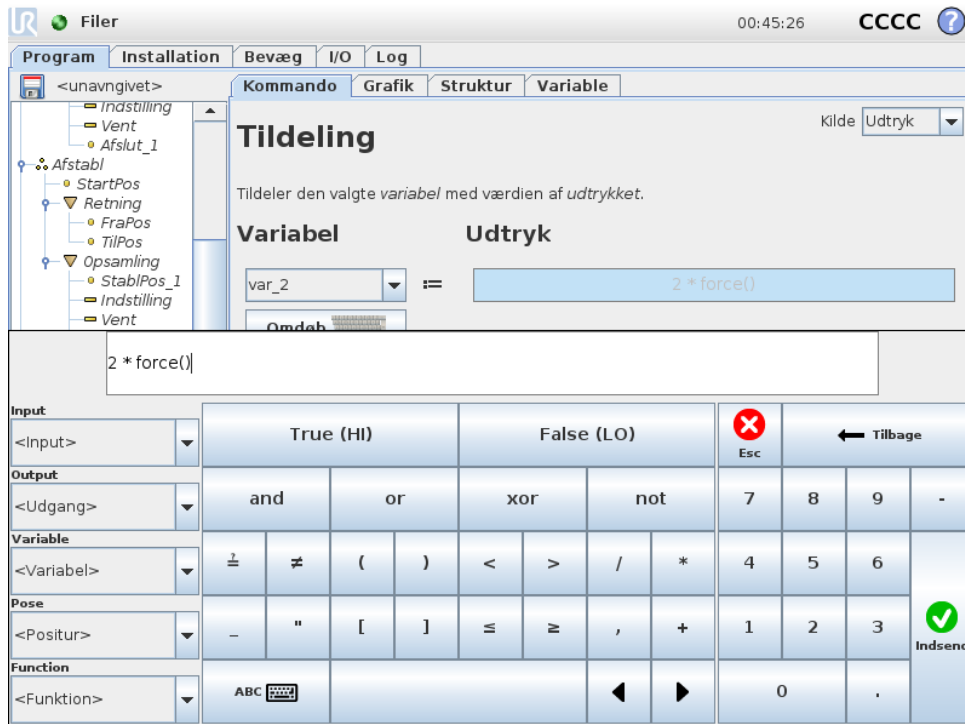 UR Filer 00:45:26 CCCC ?
Program Installation Bevæg I/O Log
<unavngivet>
Kommando Grafik Struktur Variable
Indstilling
Vent
Afslut_1
Afstabl
StartPos
Retning
FraPos
TilPos
Opsamling
StablPos_1
Indstilling
Vent
Kilde Udtryk
Tildeling
Tildeler den valgte variabel med værdien af udtrykket.
Variabel Udtryk
var_2 := 2 * force()
Omdøb
2 * force()
Input
<Input>
Output
<Udgang>
Variable
<Variabel>
Pose
<Positur>
Function
<Funktion>
True (HI) False (LO) Esc Tilbage
and or xor not 7 8 9 -
≟ ≠ ( ) < > / * 4 5 6
_ " [ ] ≤ ≥ , + 1 2 3 Indsend
ABC 0 .